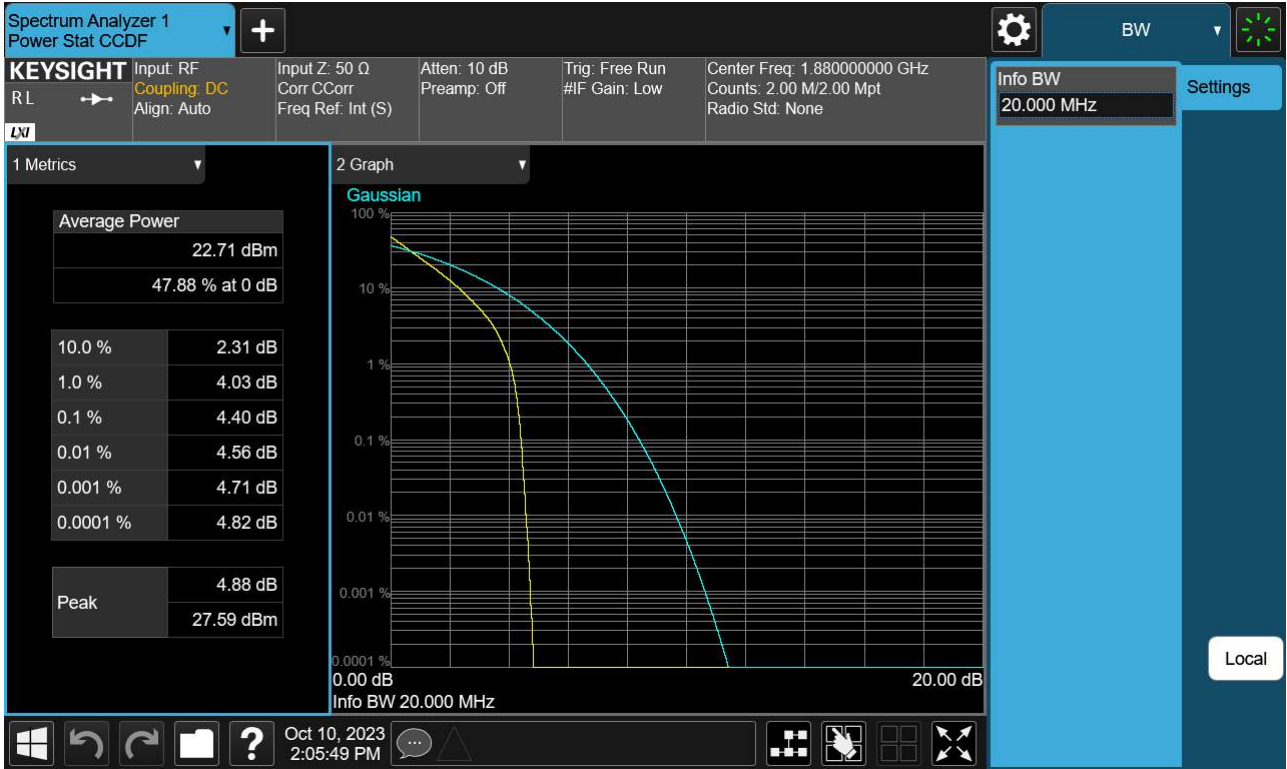 Spectrum Analyzer 1
Power Stat CCDF
BW
KEYSIGHT
R L
LXI
Input: RF
Coupling: DC
Align: Auto
Input Z: 50 Ω
Corr CCorr
Freq Ref: Int (S)
Atten: 10 dB
Preamp: Off
Trig: Free Run
#IF Gain: Low
Center Freq: 1.880000000 GHz
Counts: 2.00 M/2.00 Mpt
Radio Std: None
Info BW
20.000 MHz
Settings
1 Metrics
Average Power
22.71 dBm
47.88 % at 0 dB
10.0 % 2.31 dB
1.0 % 4.03 dB
0.1 % 4.40 dB
0.01 % 4.56 dB
0.001 % 4.71 dB
0.0001 % 4.82 dB
Peak
4.88 dB
27.59 dBm
2 Graph
Gaussian
100 %
10 %
1 %
0.1 %
0.01 %
0.001 %
0.0001 %
0.00 dB 20.00 dB
Info BW 20.000 MHz
Local
?
Oct 10, 2023
2:05:49 PM